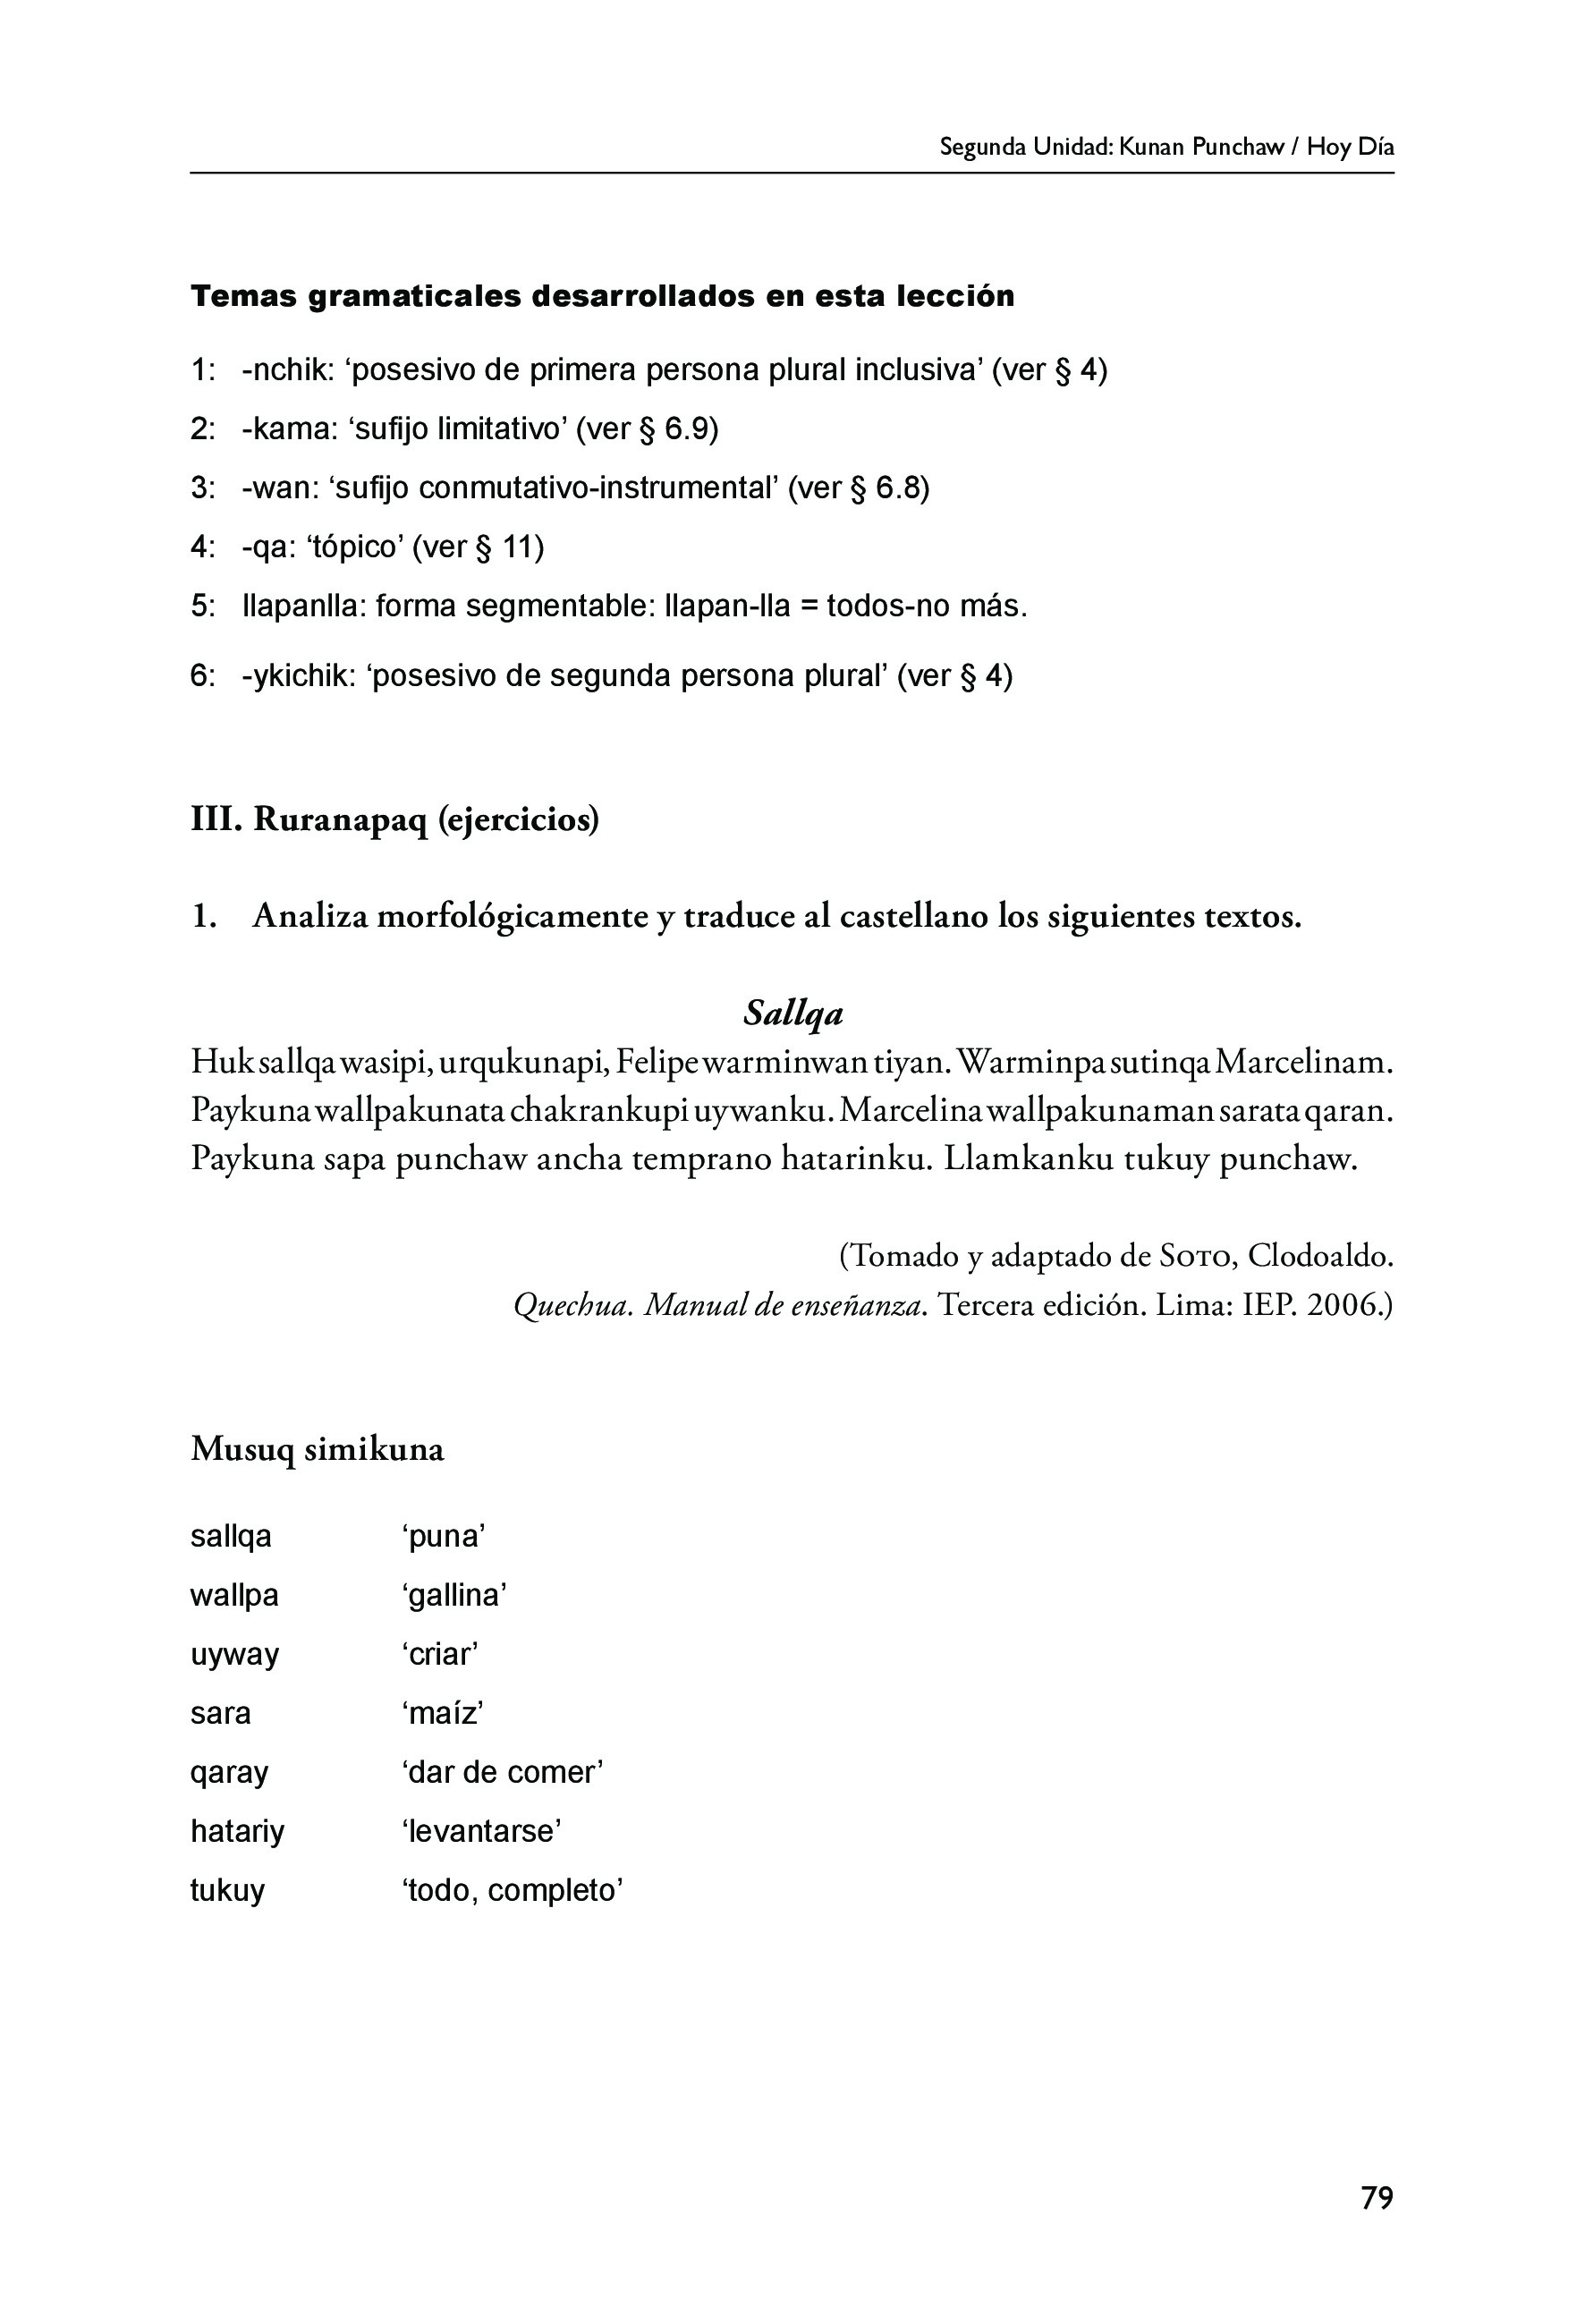 Segunda Unidad: Kunan Punchaw / Hoy Día
Temas gramaticales desarrollados en esta lección
1: -nchik: ‘posesivo de primera persona plural inclusiva’ (ver § 4)
2: -kama: ‘sufijo limitativo’ (ver § 6.9)
3: -wan: ‘sufijo conmutativo-instrumental’ (ver § 6.8)
4: -qa: ‘tópico’ (ver § 11)
5: llapanlla: forma segmentable: llapan-lla = todos-no más.
6: -ykichik: ‘posesivo de segunda persona plural’ (ver § 4)
III. Ruranapaq (ejercicios)
1. Analiza morfológicamente y traduce al castellano los siguientes textos.
Sallqa
Huk sallqa wasipi, urqukunapi, Felipe warminwan tiyan. Warminpa sutinqa Marcelinam.
Paykuna wallpakunata chakrankupi uywanku. Marcelina wallpakunaman sarata qaran.
Paykuna sapa punchaw ancha temprano hatarinku. Llamkanku tukuy punchaw.
(Tomado y adaptado de Soto, Clodoaldo.
Quechua. Manual de enseñanza. Tercera edición. Lima: IEP. 2006.)
Musuq simikuna
sallqa ‘puna’
wallpa ‘gallina’
uyway ‘criar’
sara ‘maíz’
qaray ‘dar de comer’
hatariy ‘levantarse’
tukuy ‘todo, completo’
79